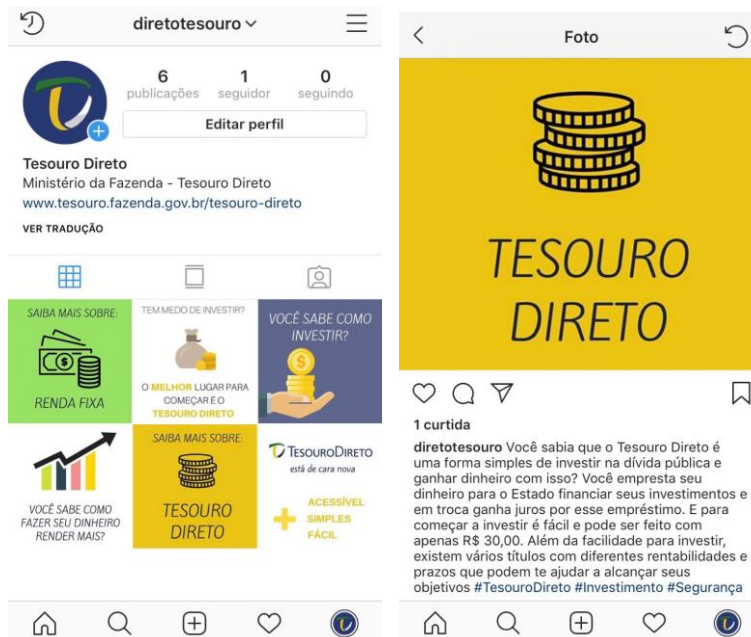 diretotesouro
6 1 0
publicações seguidor seguindo
Editar perfil
Tesouro Direto
Ministério da Fazenda - Tesouro Direto
www.tesouro.fazenda.gov.br/tesouro-direto
VER TRADUÇÃO
SAIBA MAIS SOBRE:
RENDA FIXA
TEM MEDO DE INVESTIR?
O MELHOR LUGAR PARA
COMEÇAR É O
TESOURO DIRETO
VOCÊ SABE COMO
INVESTIR?
VOCÊ SABE COMO
FAZER SEU DINHEIRO
RENDER MAIS?
SAIBA MAIS SOBRE:
TESOURO
DIRETO
TESOURODIRETO
está de cara nova
ACESSÍVEL
SIMPLES
FÁCIL
Foto
TESOURO
DIRETO
1 curtida
diretotesouro Você sabia que o Tesouro Direto é
uma forma simples de investir na dívida pública e
ganhar dinheiro com isso? Você empresta seu
dinheiro para o Estado financiar seus investimentos e
em troca ganha juros por esse empréstimo. E para
começar a investir é fácil e pode ser feito com
apenas R$ 30,00. Além da facilidade para investir,
existem vários títulos com diferentes rentabilidades e
prazos que podem te ajudar a alcançar seus
objetivos #TesouroDireto #Investimento #Segurança